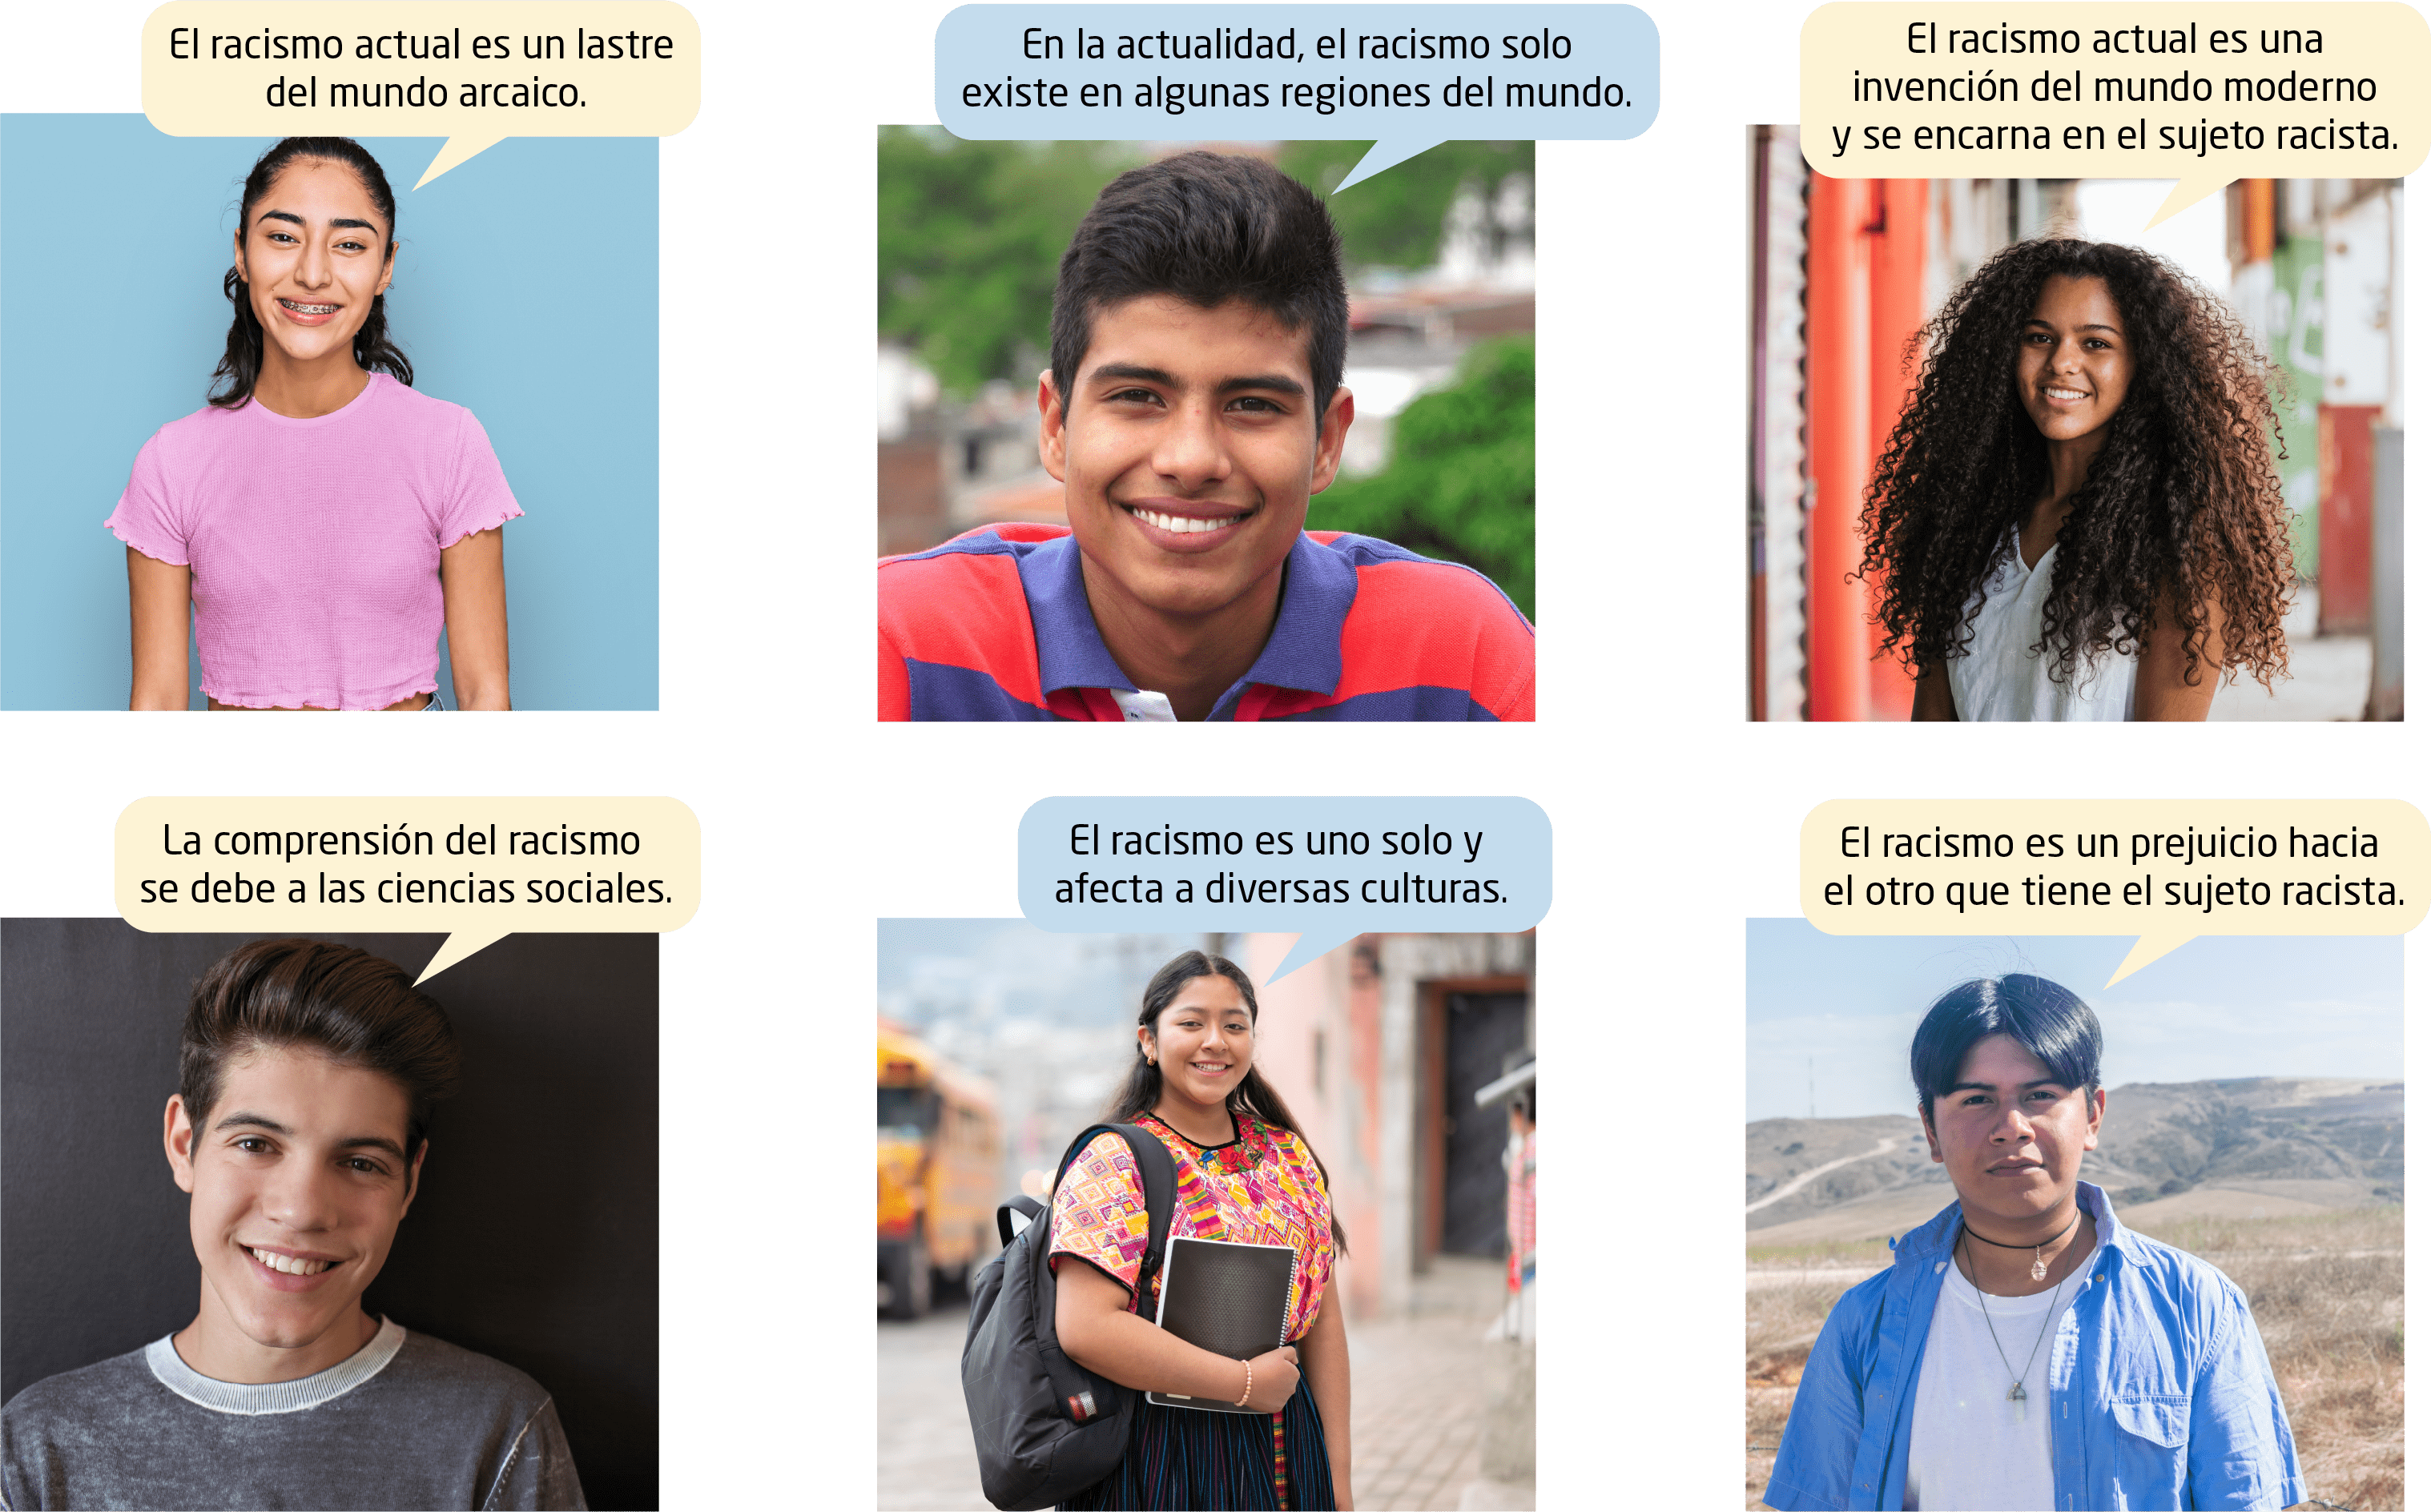 El racismo actual es un lastre
del mundo arcaico.
En la actualidad, el racismo solo
existe en algunas regiones del mundo.
El racismo actual es una
invención del mundo moderno
y se encarna en el sujeto racista.
La comprensión del racismo
se debe a las ciencias sociales.
El racismo es uno solo y
afecta a diversas culturas.
El racismo es un prejuicio hacia
el otro que tiene el sujeto racista.